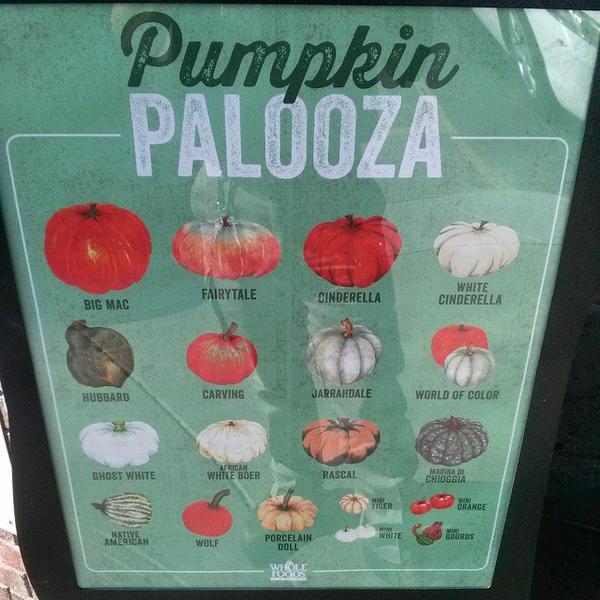 Pumpkin
PALOOZA
BIG MAC
FAIRYTALE
CINDERELLA
WHITE
CINDERELLA
HUBBARD
CARVING
JARRAHDALE
WORLD OF COLOR
GHOST WHITE
AFRICAN
WHITE BOER
RASCAL
MARINA DI
CHIOGGIA
NATIVE
AMERICAN
WOLF
PORCELAIN
DOLL
MINI
TIGER
MINI
ORANGE
MINI
WHITE
MINI
GOURDS
WHOLE
FOODS